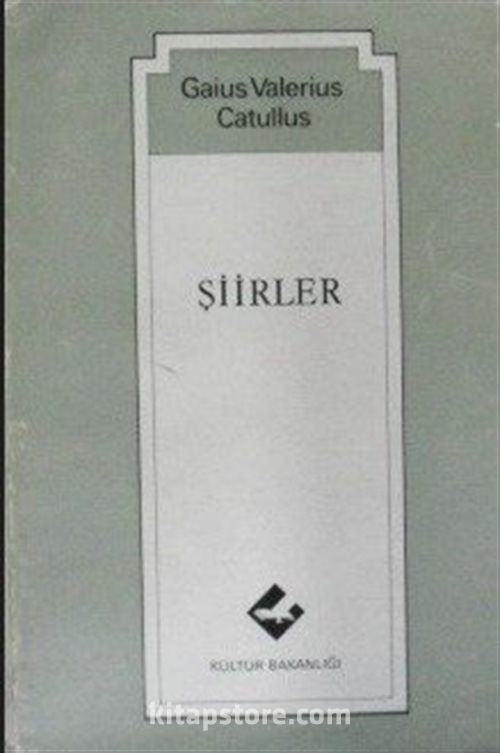 Gaius Valerius
Catullus
ŞİİRLER
KÜLTÜR BAKANLIĞI
kitapstore.com